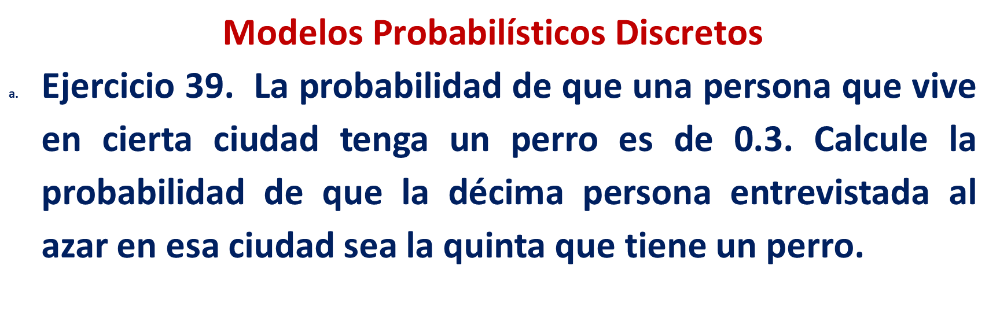 Modelos Probabilísticos Discretos
a. Ejercicio 39. La probabilidad de que una persona que vive
en cierta ciudad tenga un perro es de 0.3. Calcule la
probabilidad de que la décima persona entrevistada al
azar en esa ciudad sea la quinta que tiene un perro.